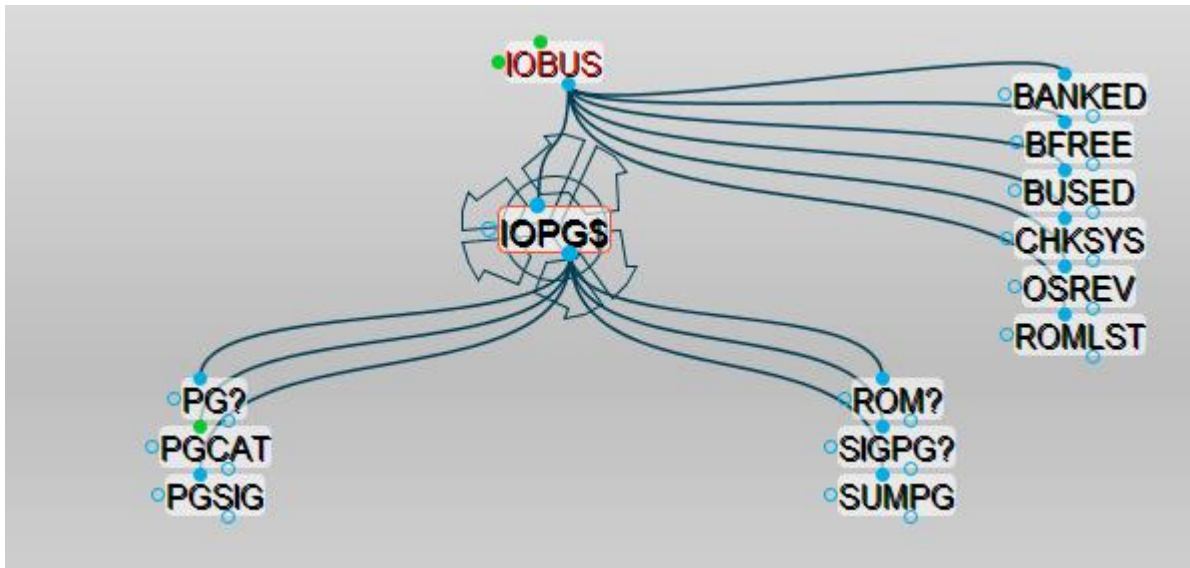 IOBUS
BANKED
BFREE
BUSED
CHKSYS
OSREV
ROMLST
IOPG$
PG?
PGCAT
PGSIG
ROM?
SIGPG?
SUMPG